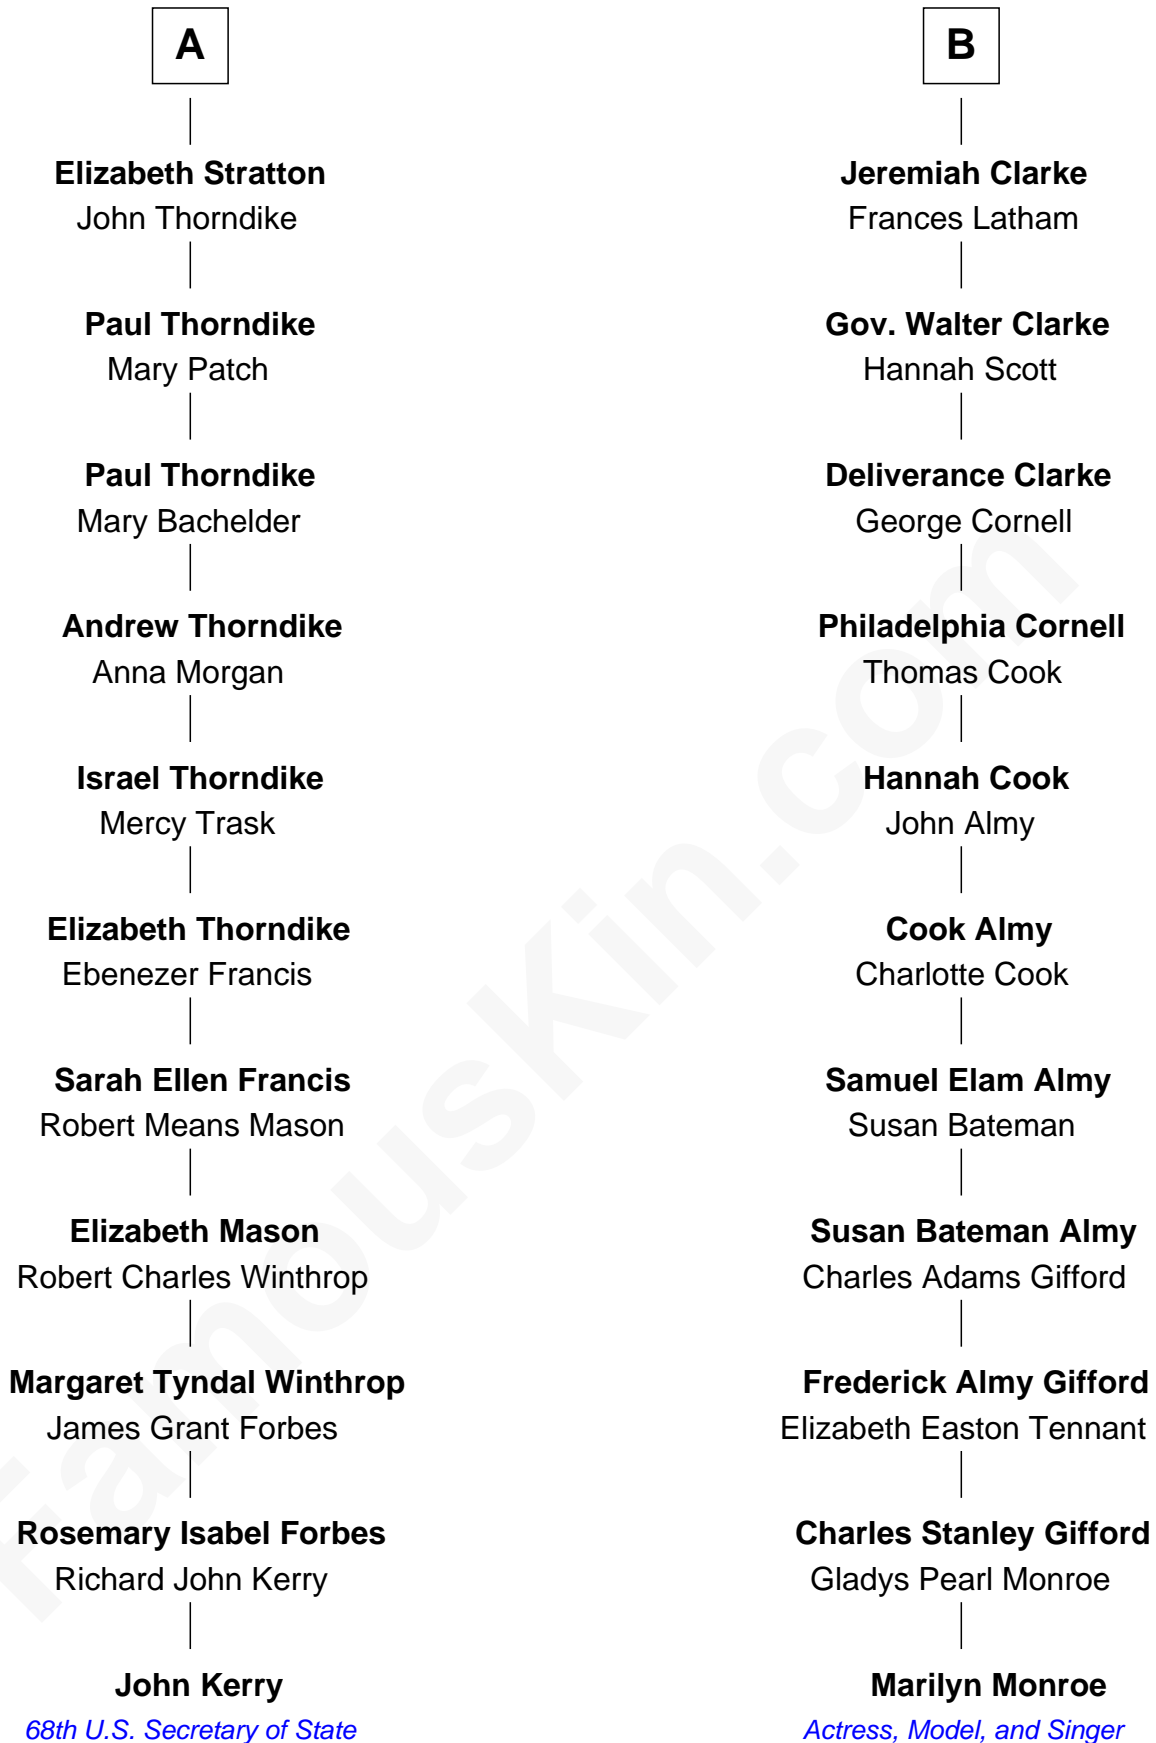 A
Elizabeth Stratton
John Thorndike
Paul Thorndike
Mary Patch
Paul Thorndike
Mary Bachelder
Andrew Thorndike
Anna Morgan
Israel Thorndike
Mercy Trask
Elizabeth Thorndike
Ebenezer Francis
Sarah Ellen Francis
Robert Means Mason
Elizabeth Mason
Robert Charles Winthrop
Margaret Tyndal Winthrop
James Grant Forbes
Rosemary Isabel Forbes
Richard John Kerry
John Kerry
68th U.S. Secretary of State
B
Jeremiah Clarke
Frances Latham
Gov. Walter Clarke
Hannah Scott
Deliverance Clarke
George Cornell
Philadelphia Cornell
Thomas Cook
Hannah Cook
John Almy
Cook Almy
Charlotte Cook
Samuel Elam Almy
Susan Bateman
Susan Bateman Almy
Charles Adams Gifford
Frederick Almy Gifford
Elizabeth Easton Tennant
Charles Stanley Gifford
Gladys Pearl Monroe
Marilyn Monroe
Actress, Model, and Singer
FamousKin.com